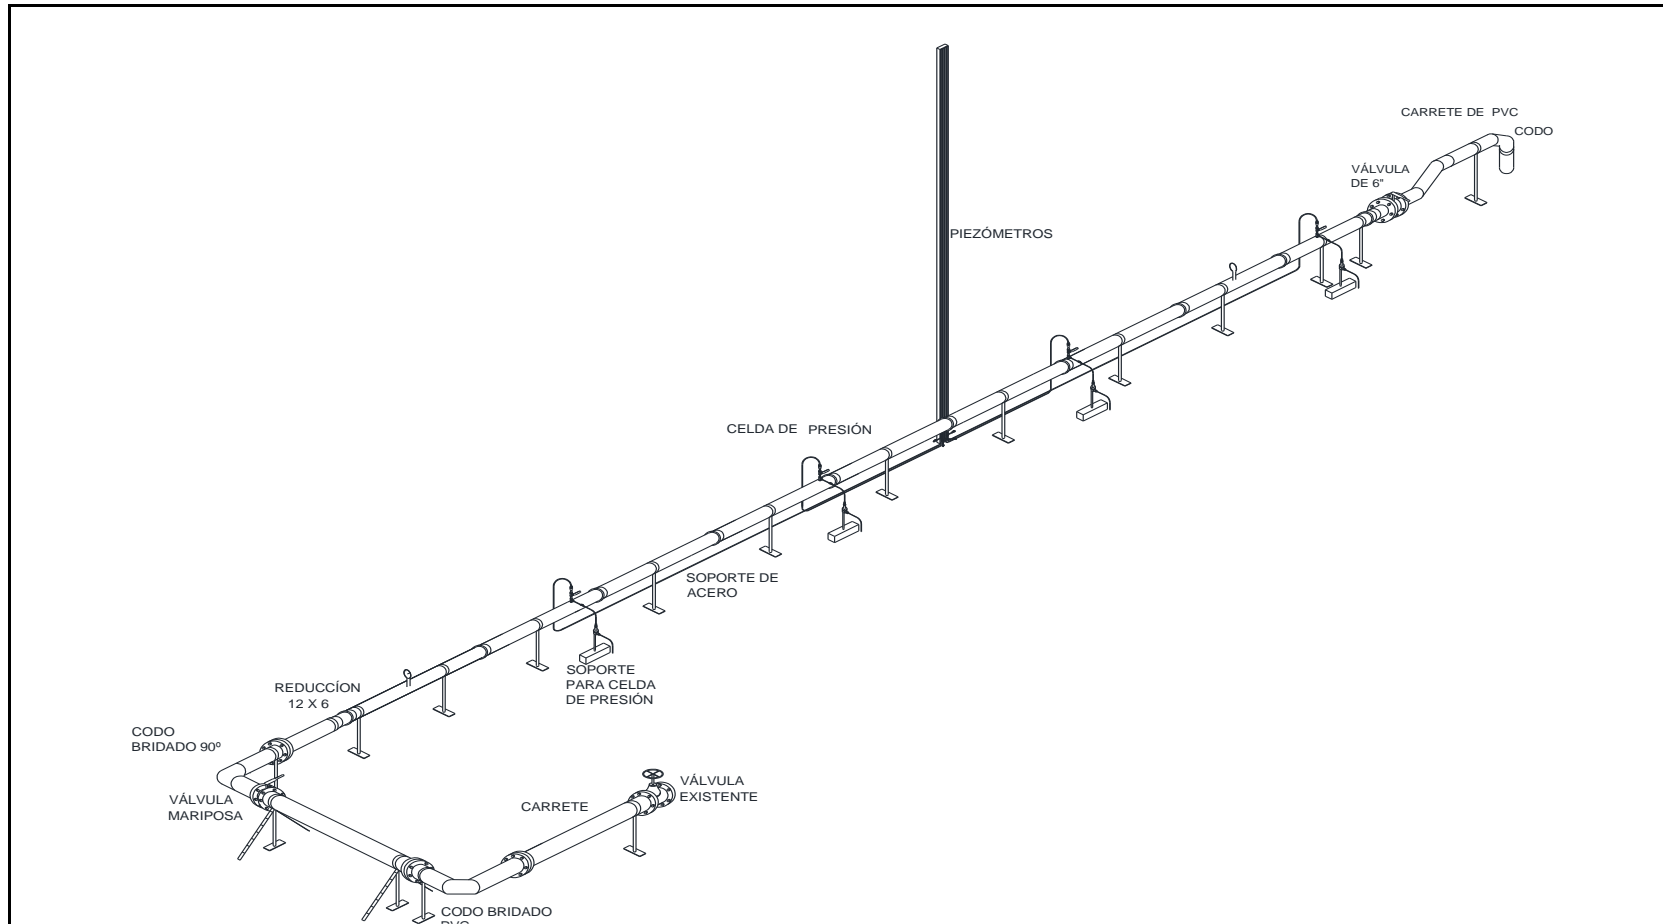 CARRETE DE PVC
CODO
VÁLVULA
DE 6"
PIEZÓMETROS
CELDA DE PRESIÓN
SOPORTE DE
ACERO
SOPORTE
PARA CELDA
DE PRESIÓN
REDUCCÍON
12 X 6
CODO
BRIDADO 90º
VÁLVULA
MARIPOSA
CARRETE
VÁLVULA
EXISTENTE
CODO BRIDADO
PVC